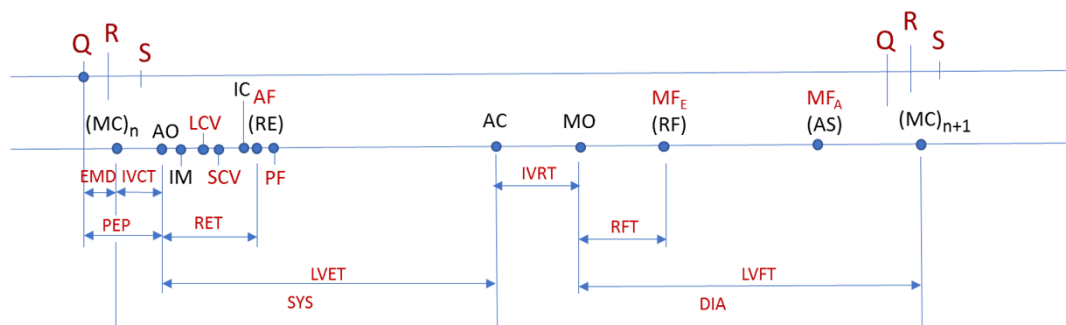 Q R S Q R S
IC AF MF_E MF_A
(MC)_n AO LCV (RE) AC MO (RF) (AS) (MC)_{n+1}
EMD IVCT IM SCV PF IVRT
PEP RET RFT
LVET LVFT
SYS DIA